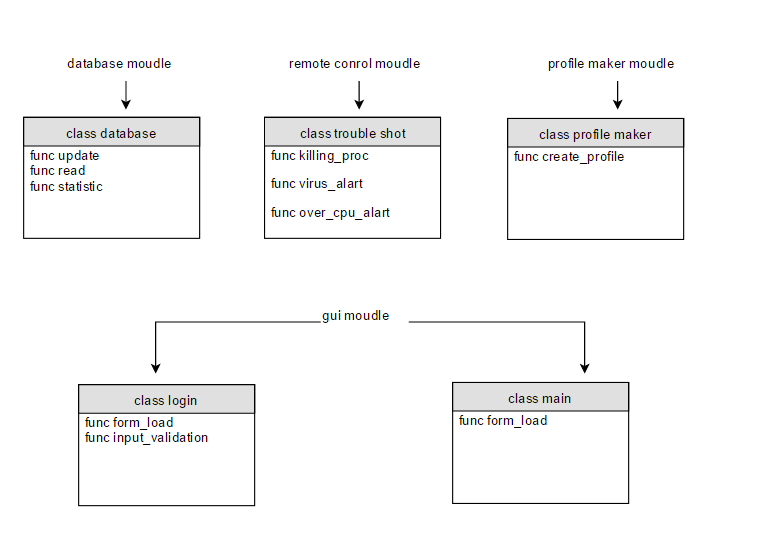 database moudle
remote conrol moudle
profile maker moudle
class database
func update
func read
func statistic
class trouble shot
func killing_proc
func virus_alart
func over_cpu_alart
class profile maker
func create_profile
gui moudle
class login
func form_load
func input_validation
class main
func form_load